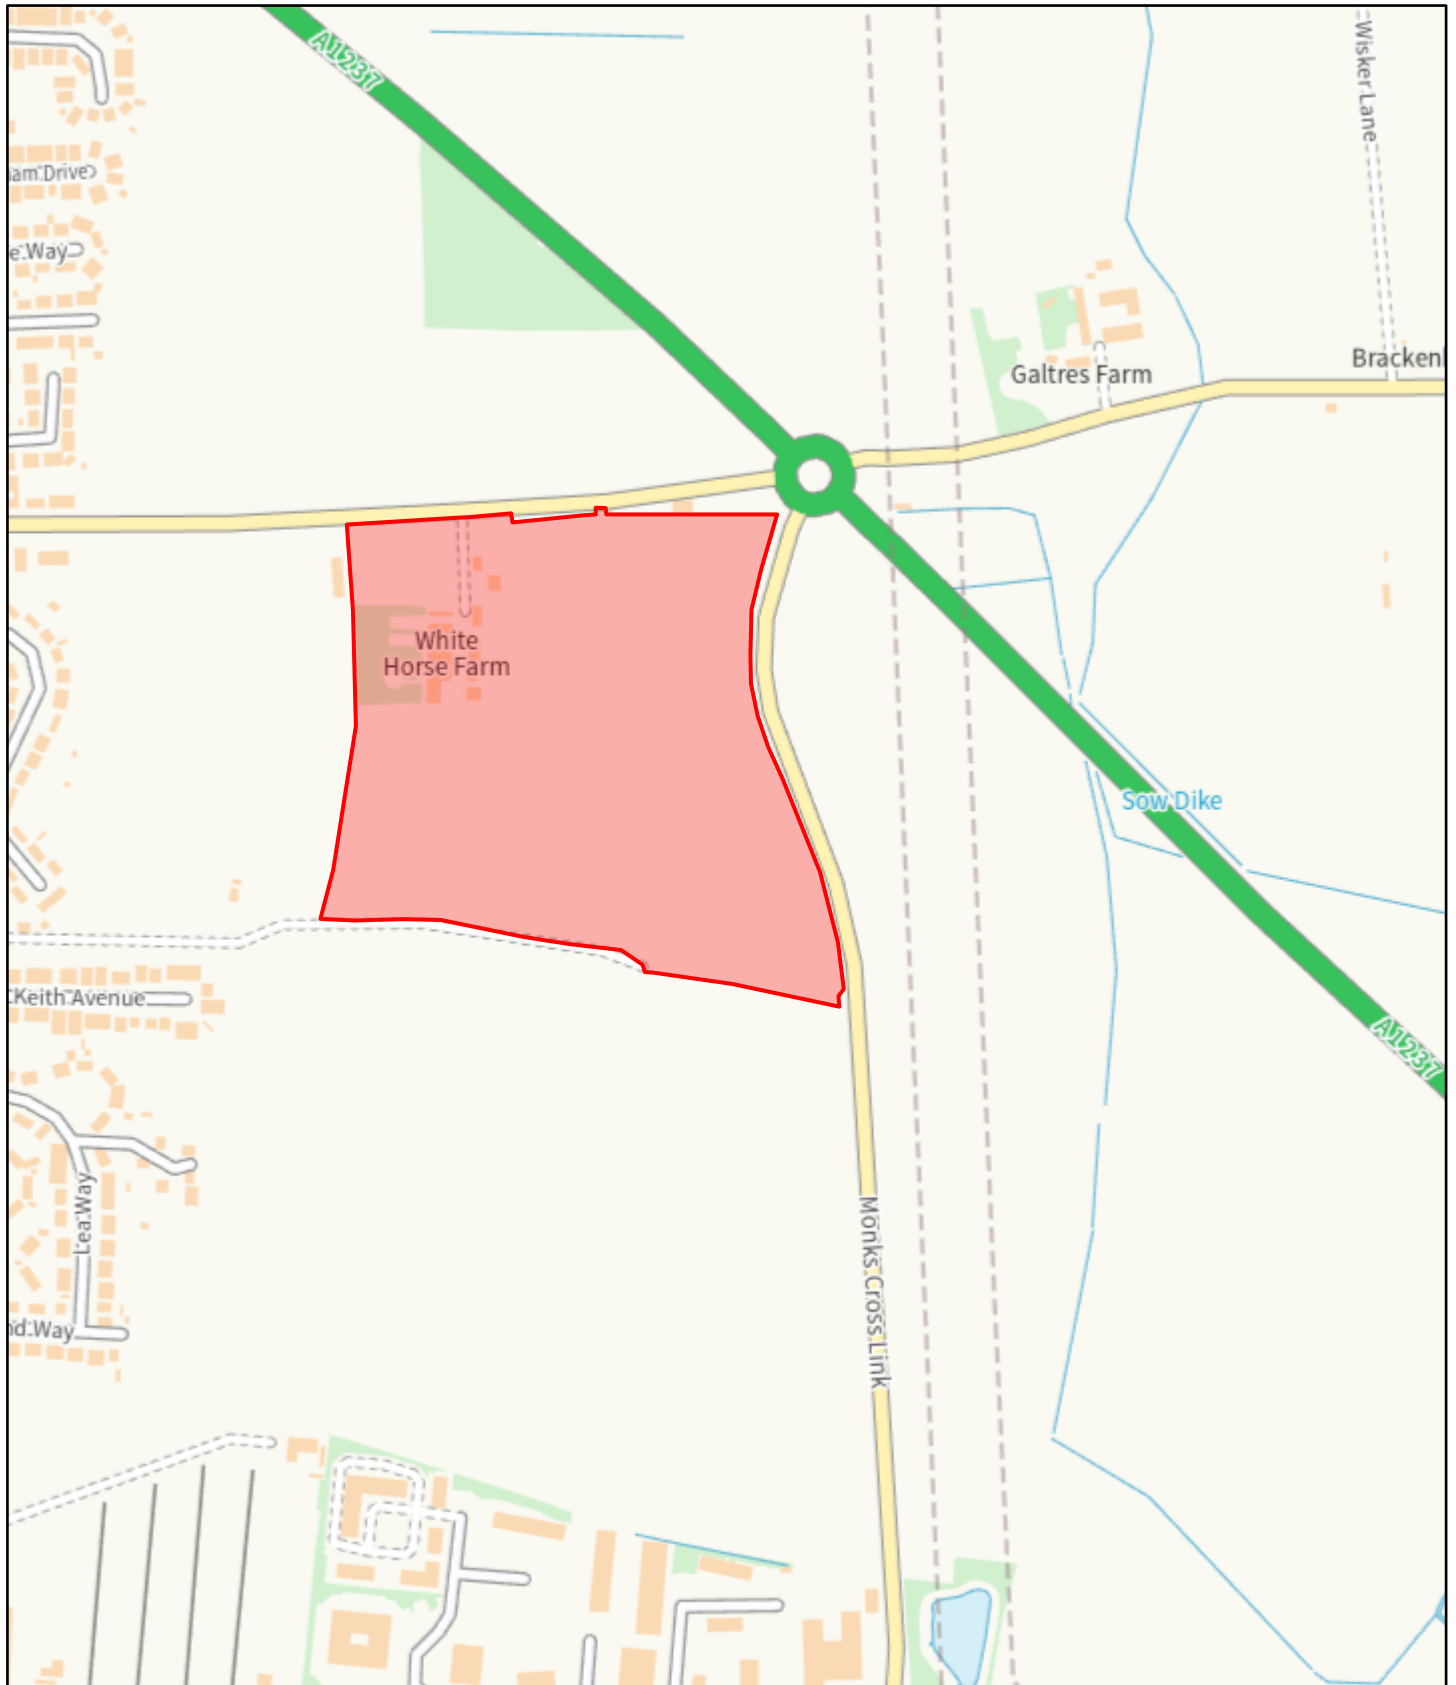 A1237
Wisker Lane
am Drive
e Way
Galtres Farm
Bracken
White
Horse Farm
Sow Dike
Keith Avenue
A1237
Lea Way
Monks Cross Link
d Way